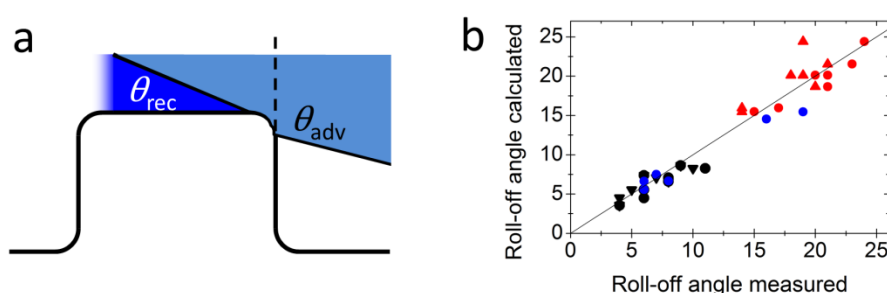 a
θrec
θadv
b
Roll-off angle calculated
25
20
15
10
5
0
0 5 10 15 20 25
Roll-off angle measured